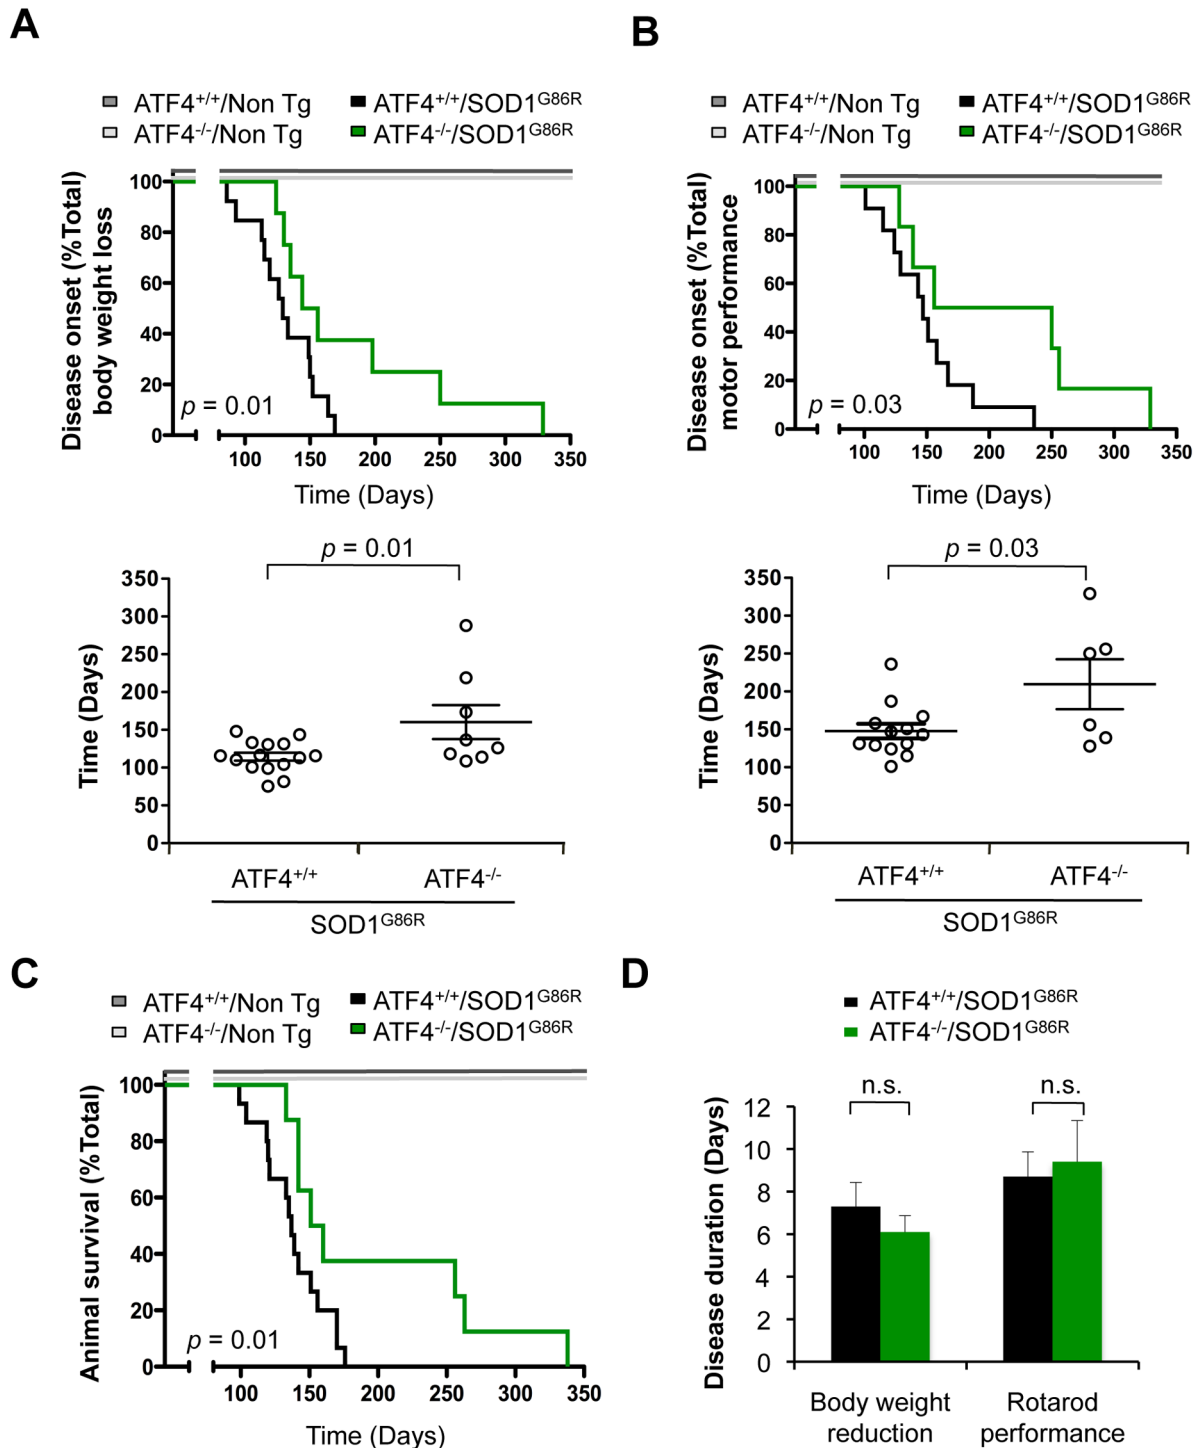 A
ATF4+/+/Non Tg
ATF4+/+/SOD1G86R
ATF4-/-/Non Tg
ATF4-/-/SOD1G86R
Disease onset (%Total)
body weight loss
100
80
60
40
20
0
p = 0.01
100 150 200 250 300 350
Time (Days)
p = 0.01
Time (Days)
350
300
250
200
150
100
50
0
ATF4+/+ ATF4-/-
SOD1G86R
B
ATF4+/+/Non Tg
ATF4+/+/SOD1G86R
ATF4-/-/Non Tg
ATF4-/-/SOD1G86R
Disease onset (%Total)
motor performance
100
80
60
40
20
0
p = 0.03
100 150 200 250 300 350
Time (Days)
p = 0.03
Time (Days)
350
300
250
200
150
100
50
0
ATF4+/+ ATF4-/-
SOD1G86R
C
ATF4+/+/Non Tg
ATF4+/+/SOD1G86R
ATF4-/-/Non Tg
ATF4-/-/SOD1G86R
Animal survival (%Total)
100
80
60
40
20
0
p = 0.01
100 150 200 250 300 350
Time (Days)
D
ATF4+/+/SOD1G86R
ATF4-/-/SOD1G86R
Disease duration (Days)
12
10
8
6
4
2
0
n.s. n.s.
Body weight
reduction
Rotarod
performance